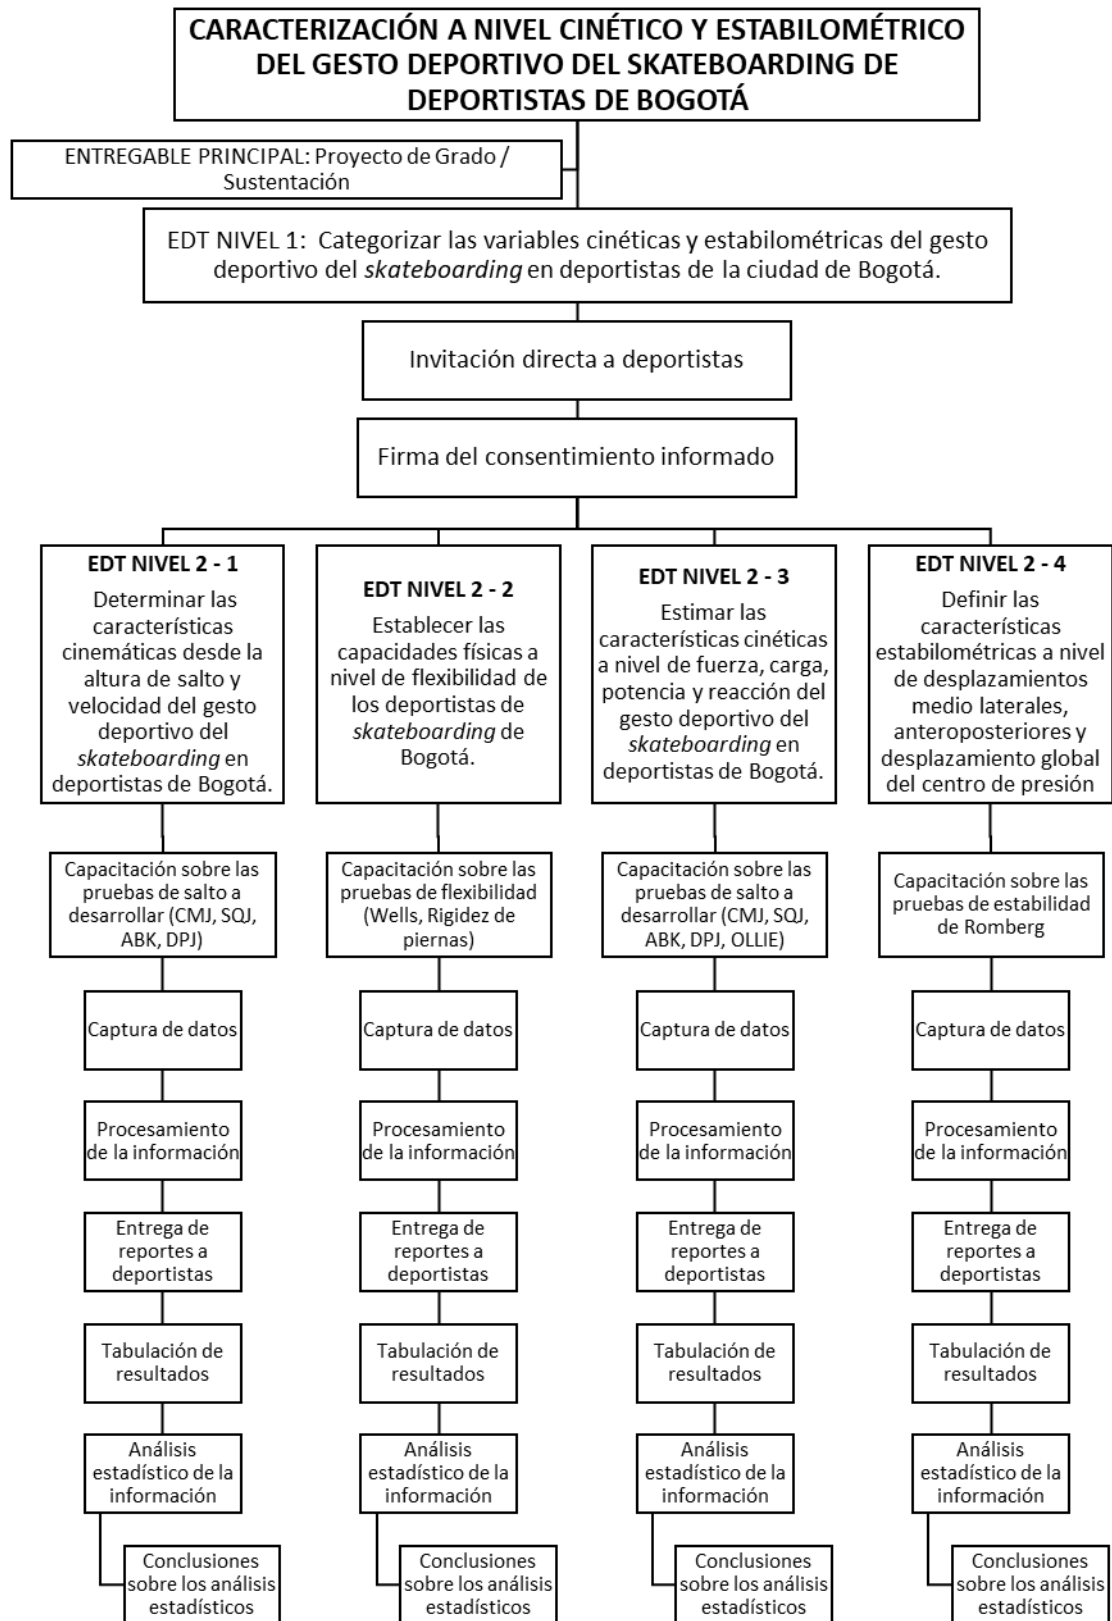 CARACTERIZACIÓN A NIVEL CINÉTICO Y ESTABILOMÉTRICO
DEL GESTO DEPORTIVO DEL SKATEBOARDING DE
DEPORTISTAS DE BOGOTÁ
ENTREGABLE PRINCIPAL: Proyecto de Grado /
Sustentación
EDT NIVEL 1: Categorizar las variables cinéticas y estabilométricas del gesto
deportivo del skateboarding en deportistas de la ciudad de Bogotá.
Invitación directa a deportistas
Firma del consentimiento informado
EDT NIVEL 2 - 1
Determinar las
características
cinemáticas desde la
altura de salto y
velocidad del gesto
deportivo del
skateboarding en
deportistas de Bogotá.
EDT NIVEL 2 - 2
Establecer las
capacidades físicas a
nivel de flexibilidad de
los deportistas de
skateboarding de
Bogotá.
EDT NIVEL 2 - 3
Estimar las
características cinéticas
a nivel de fuerza, carga,
potencia y reacción del
gesto deportivo del
skateboarding en
deportistas de Bogotá.
EDT NIVEL 2 - 4
Definir las
características
estabilométricas a nivel
de desplazamientos
medio laterales,
anteroposteriores y
desplazamiento global
del centro de presión
Capacitación sobre las
pruebas de salto a
desarrollar (CMJ, SQJ,
ABK, DPJ)
Capacitación sobre las
pruebas de flexibilidad
(Wells, Rigidez de
piernas)
Capacitación sobre las
pruebas de salto a
desarrollar (CMJ, SQJ,
ABK, DPJ, OLLIE)
Capacitación sobre las
pruebas de estabilidad
de Romberg
Captura de datos
Captura de datos
Captura de datos
Captura de datos
Procesamiento
de la información
Procesamiento
de la información
Procesamiento
de la información
Procesamiento
de la información
Entrega de
reportes a
deportistas
Entrega de
reportes a
deportistas
Entrega de
reportes a
deportistas
Entrega de
reportes a
deportistas
Tabulación de
resultados
Tabulación de
resultados
Tabulación de
resultados
Tabulación de
resultados
Análisis
estadístico de la
información
Análisis
estadístico de la
información
Análisis
estadístico de la
información
Análisis
estadístico de la
información
Conclusiones
sobre los análisis
estadísticos
Conclusiones
sobre los análisis
estadísticos
Conclusiones
sobre los análisis
estadísticos
Conclusiones
sobre los análisis
estadísticos